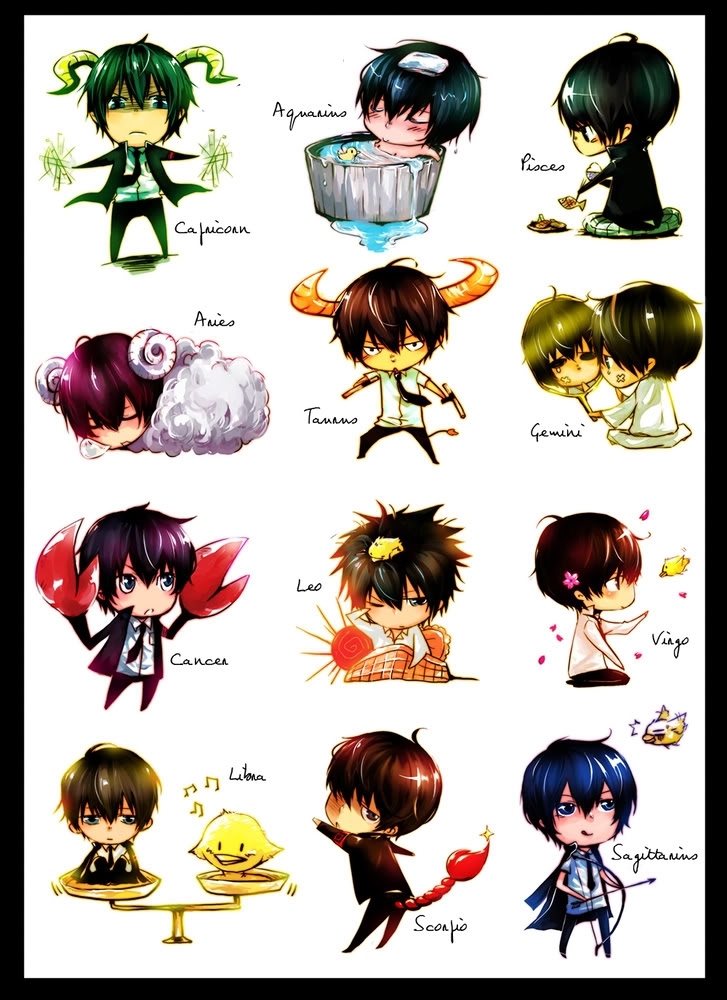 Capricorn
Aquarius
Pisces
Aries
Taurus
Gemini
Cancer
Leo
Virgo
Libra
Scorpio
Sagittarius